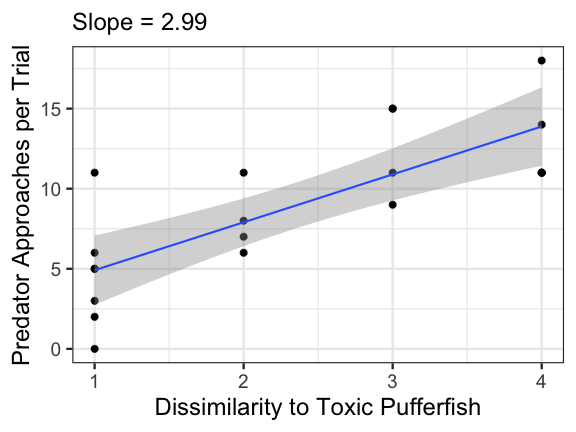 Slope = 2.99
Predator Approaches per Trial
15
10
5
0
1 2 3 4
Dissimilarity to Toxic Pufferfish